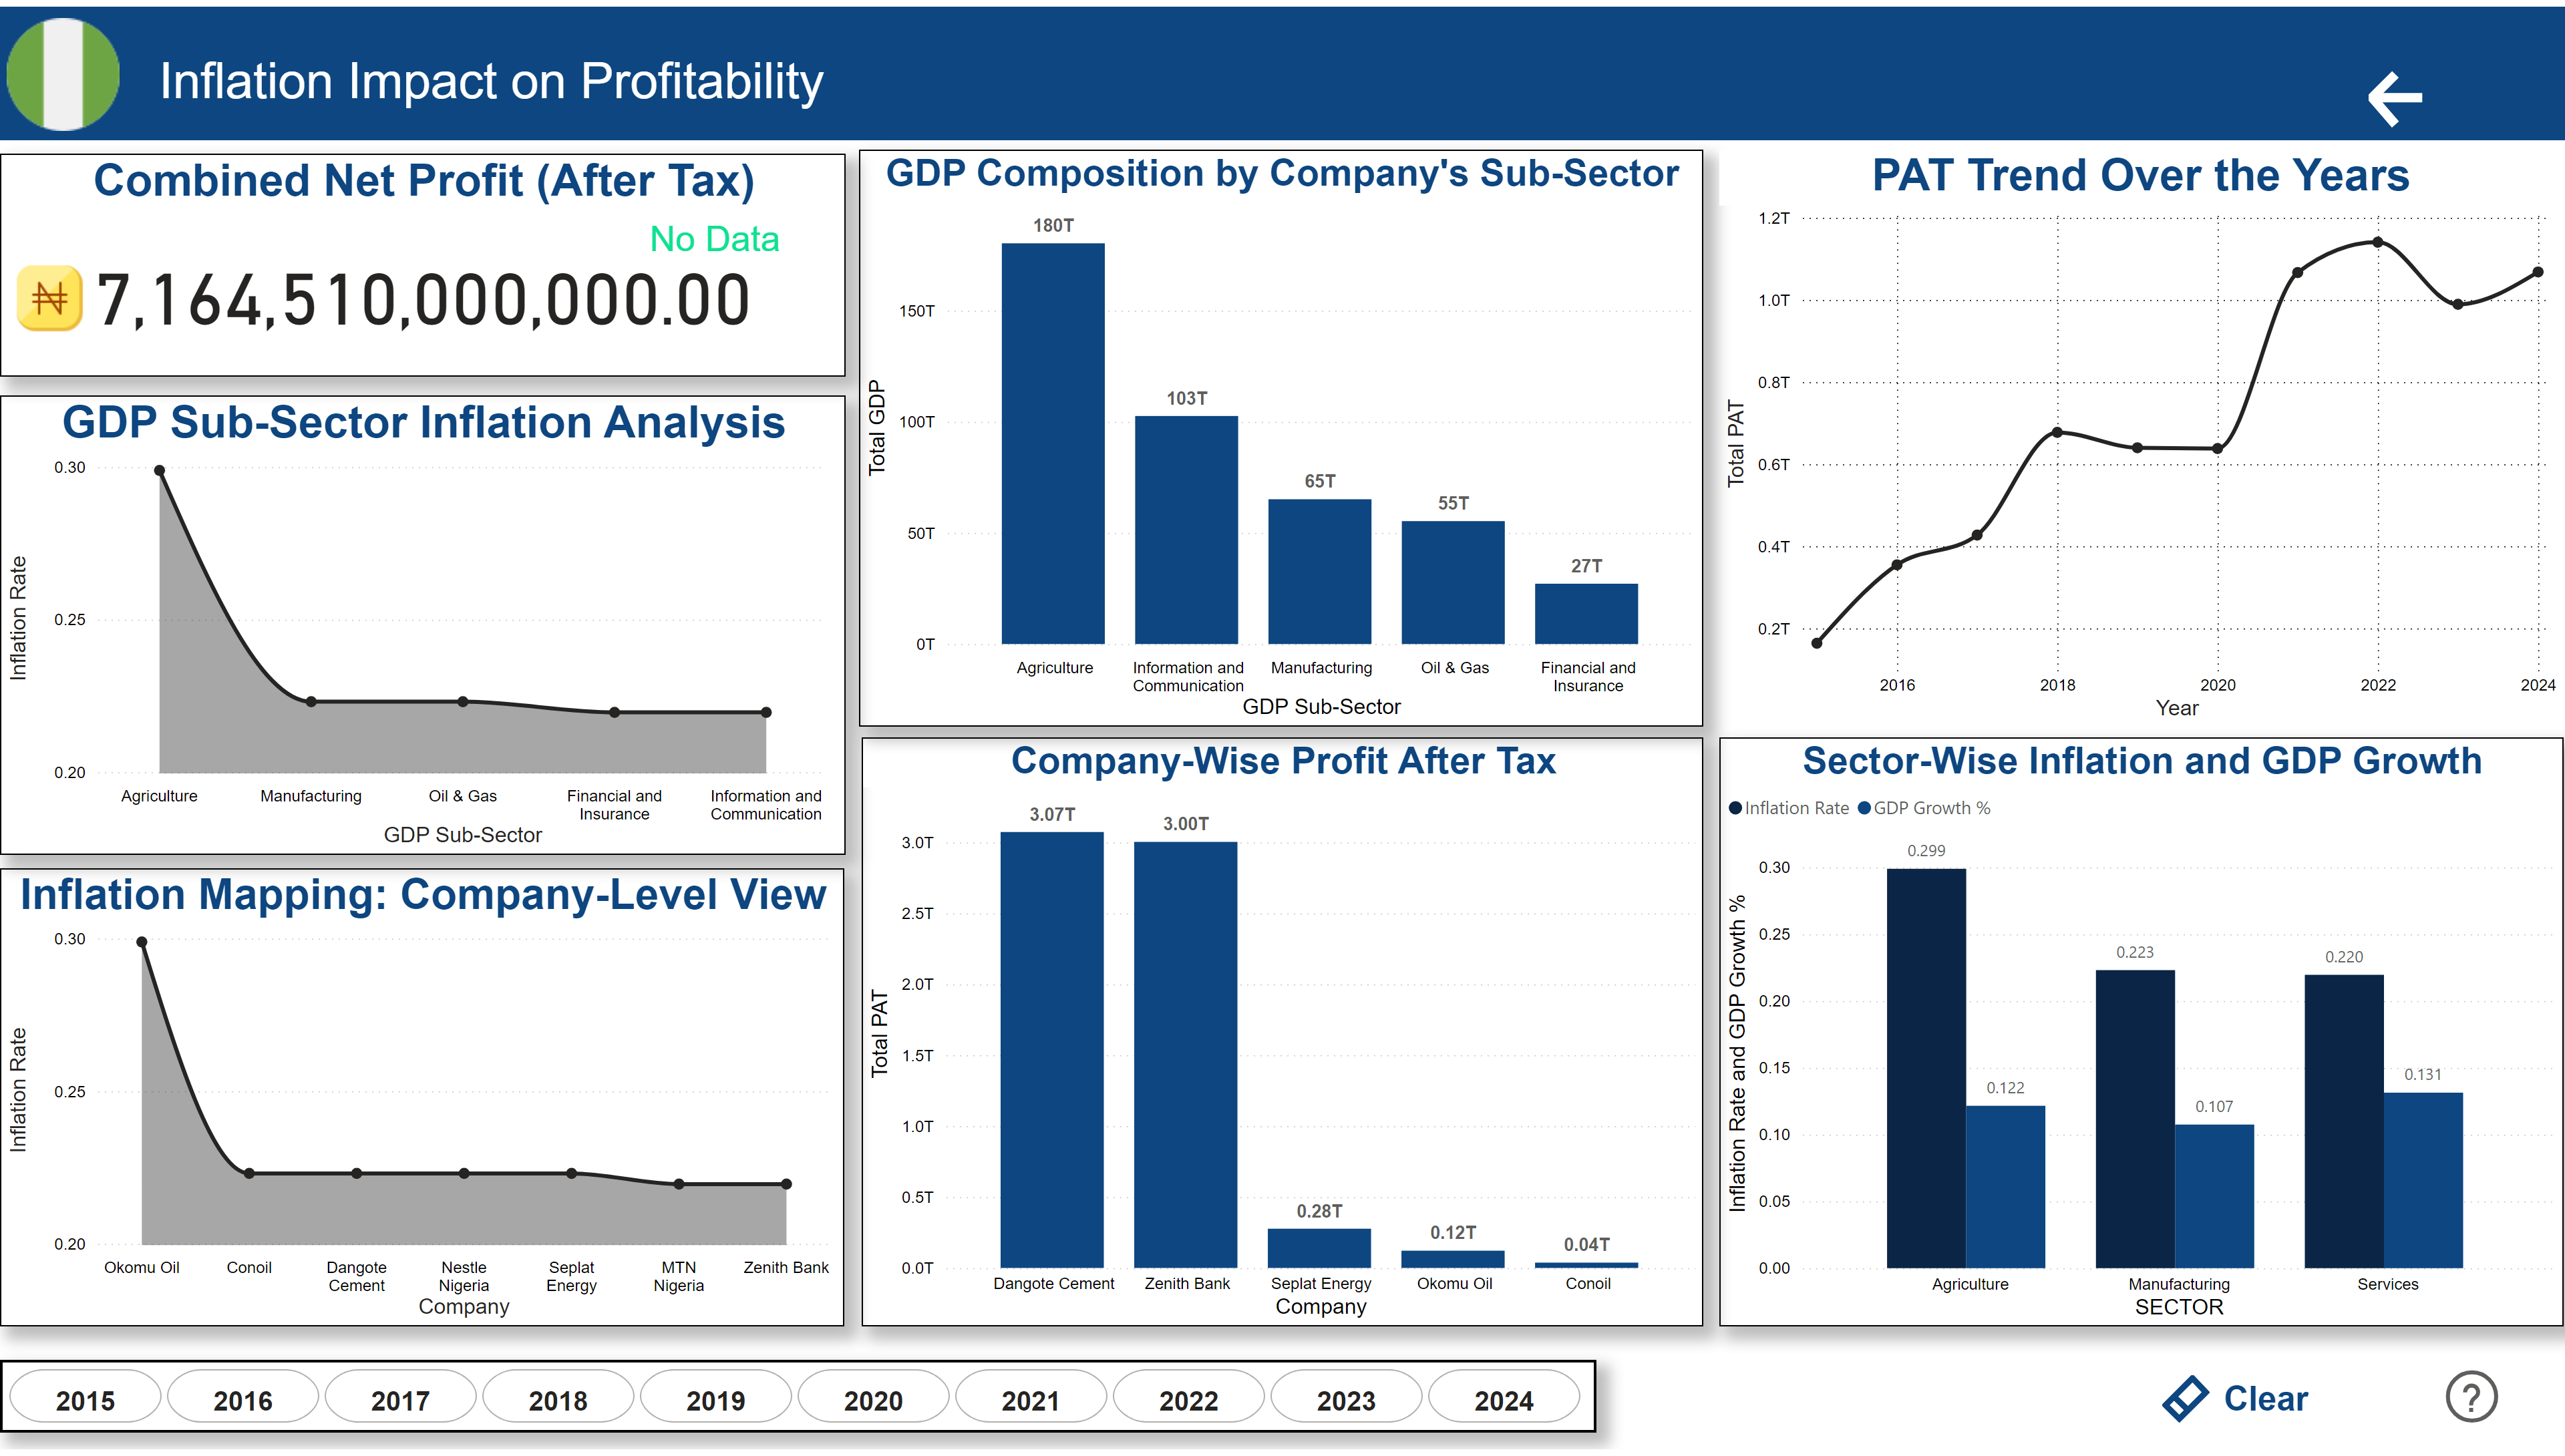 Inflation Impact on Profitability
Combined Net Profit (After Tax)
No Data
₦ 7,164,510,000,000.00
GDP Sub-Sector Inflation Analysis
Inflation Rate
0.30
0.25
0.20
Agriculture
Manufacturing
Oil & Gas
Financial and
Insurance
Information and
Communication
GDP Sub-Sector
Inflation Mapping: Company-Level View
Inflation Rate
0.30
0.25
0.20
Okomu Oil
Conoil
Dangote
Cement
Nestle
Nigeria
Seplat
Energy
MTN
Nigeria
Zenith Bank
Company
GDP Composition by Company's Sub-Sector
Total GDP
150T
100T
50T
0T
180T
103T
65T
55T
27T
Agriculture
Information and
Communication
Manufacturing
Oil & Gas
Financial and
Insurance
GDP Sub-Sector
Company-Wise Profit After Tax
Total PAT
3.0T
2.5T
2.0T
1.5T
1.0T
0.5T
0.0T
3.07T
3.00T
0.28T
0.12T
0.04T
Dangote Cement
Zenith Bank
Seplat Energy
Okomu Oil
Conoil
Company
PAT Trend Over the Years
Total PAT
1.2T
1.0T
0.8T
0.6T
0.4T
0.2T
2016
2018
2020
2022
2024
Year
Sector-Wise Inflation and GDP Growth
Inflation Rate
GDP Growth %
Inflation Rate and GDP Growth %
0.30
0.25
0.20
0.15
0.10
0.05
0.00
0.299
0.122
0.223
0.107
0.220
0.131
Agriculture
Manufacturing
Services
SECTOR
2015
2016
2017
2018
2019
2020
2021
2022
2023
2024
Clear
?